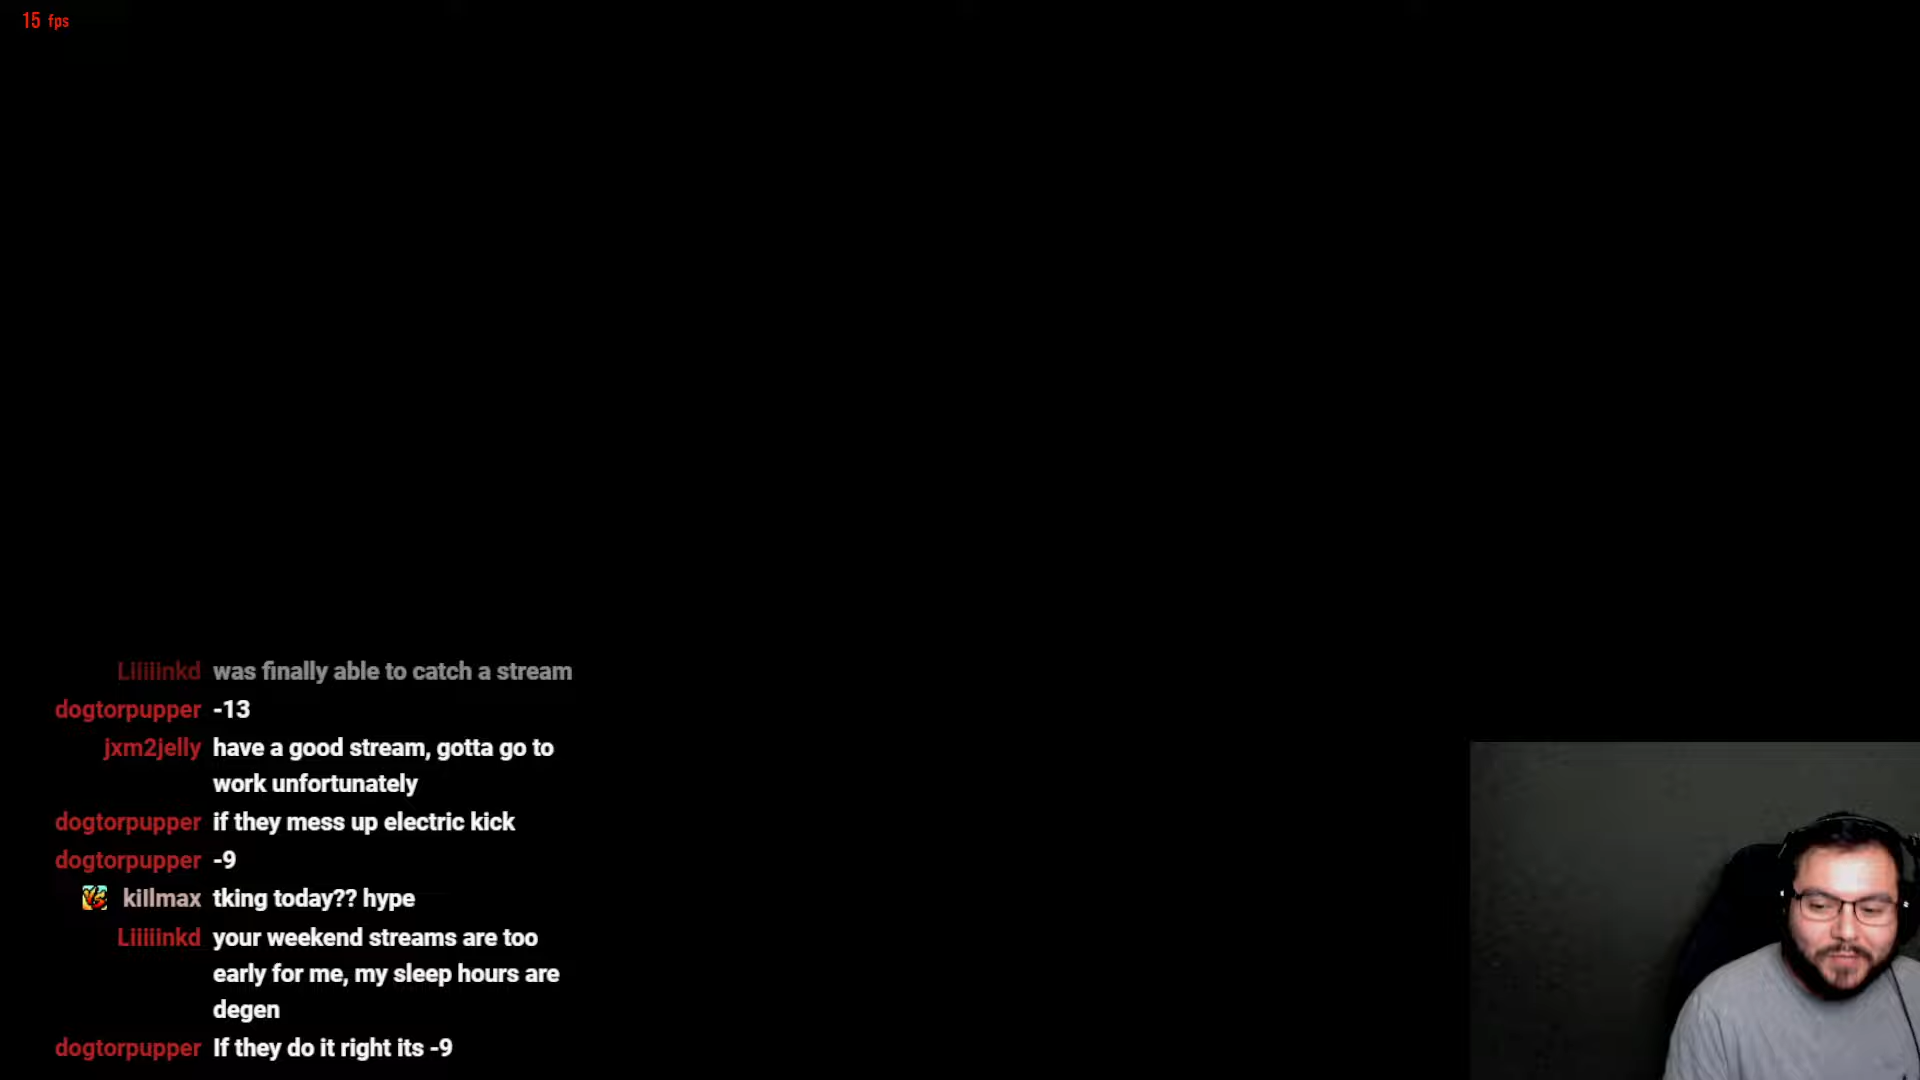 15 fps
Liiiiinkd was finally able to catch a stream
dogtorpupper -13
jxm2jelly have a good stream, gotta go to
work unfortunately
dogtorpupper if they mess up electric kick
dogtorpupper -9
killmax tking today?? hype
Liiiiinkd your weekend streams are too
early for me, my sleep hours are
degen
dogtorpupper If they do it right its -9